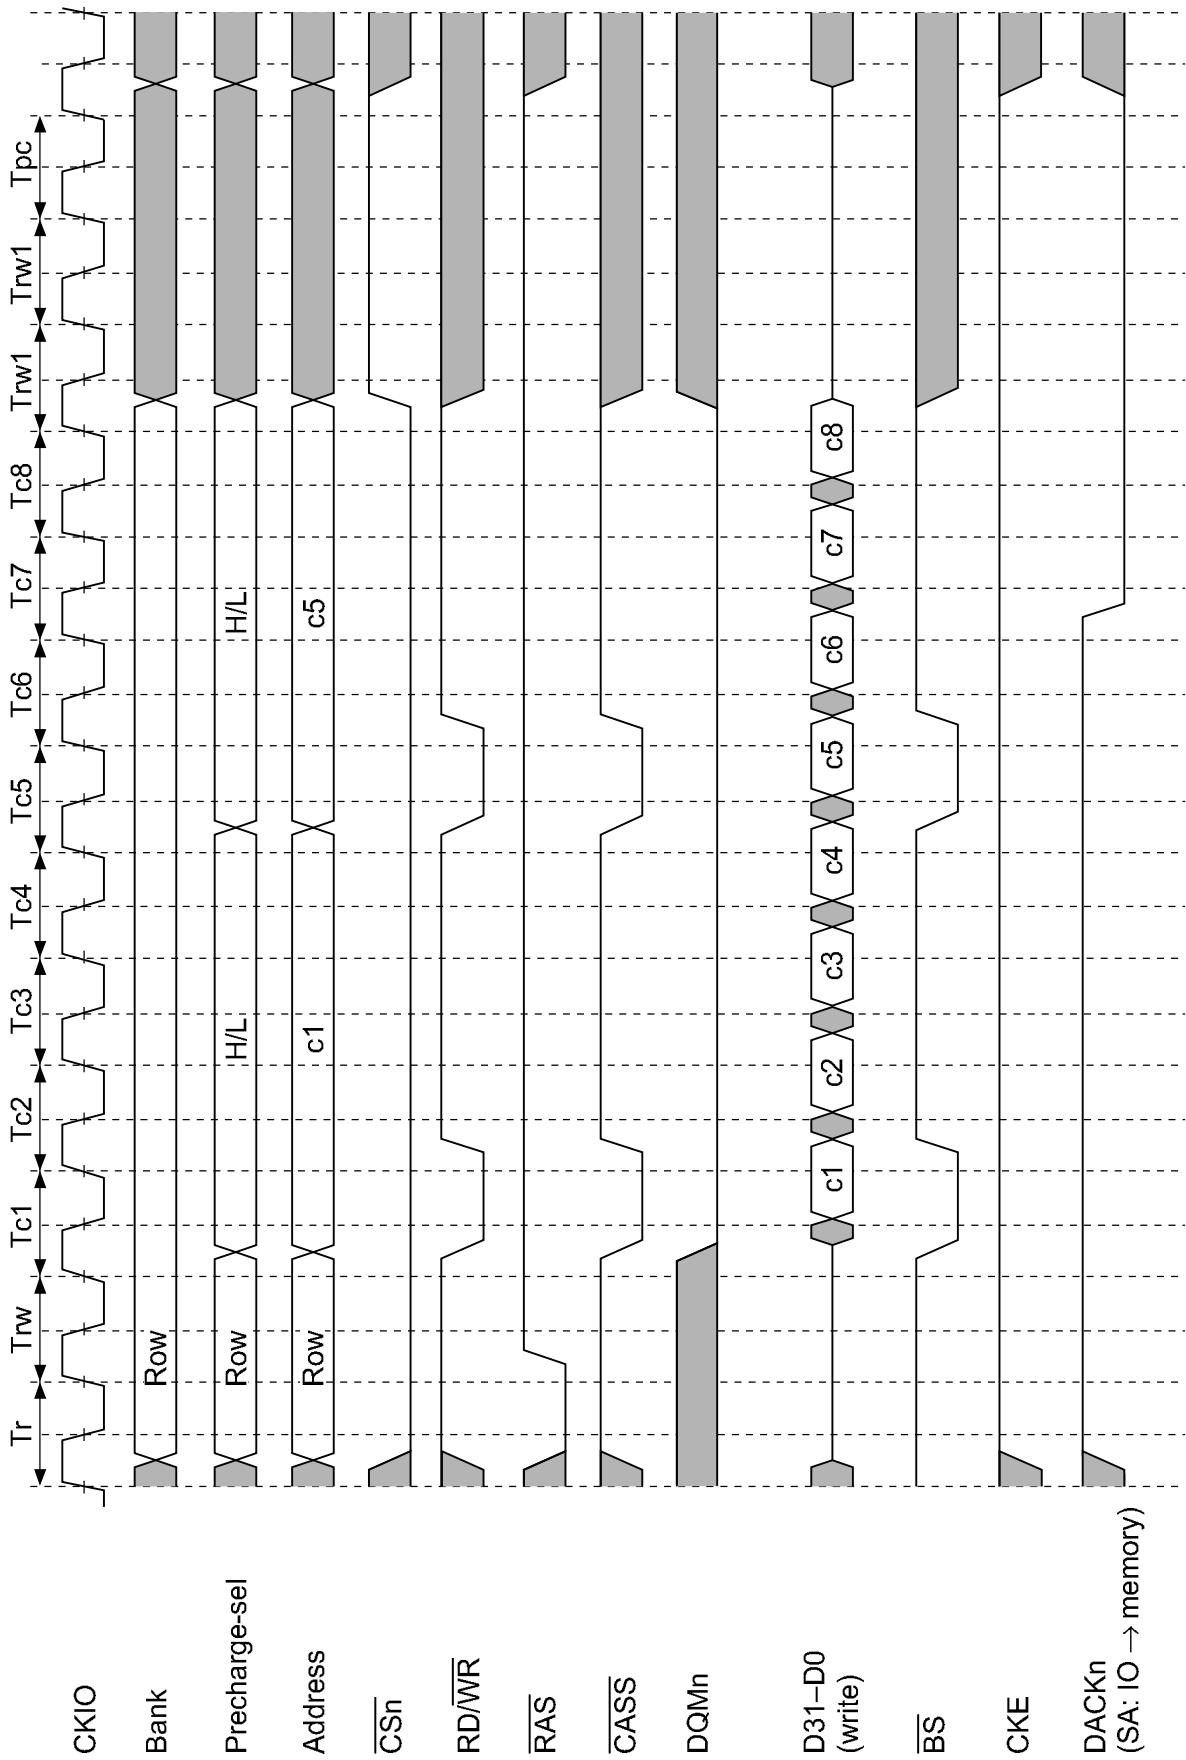 Tr Trw Tc1 Tc2 Tc3 Tc4 Tc5 Tc6 Tc7 Tc8 Trw1 Trw1 Tpc
CKIO
Bank Row
Precharge-sel Row H/L H/L
Address Row c1 c5
CSn
RD/WR
RAS
CASS
DQMn
D31–D0 c1 c2 c3 c4 c5 c6 c7 c8
(write)
BS
CKE
DACKn
(SA: IO → memory)